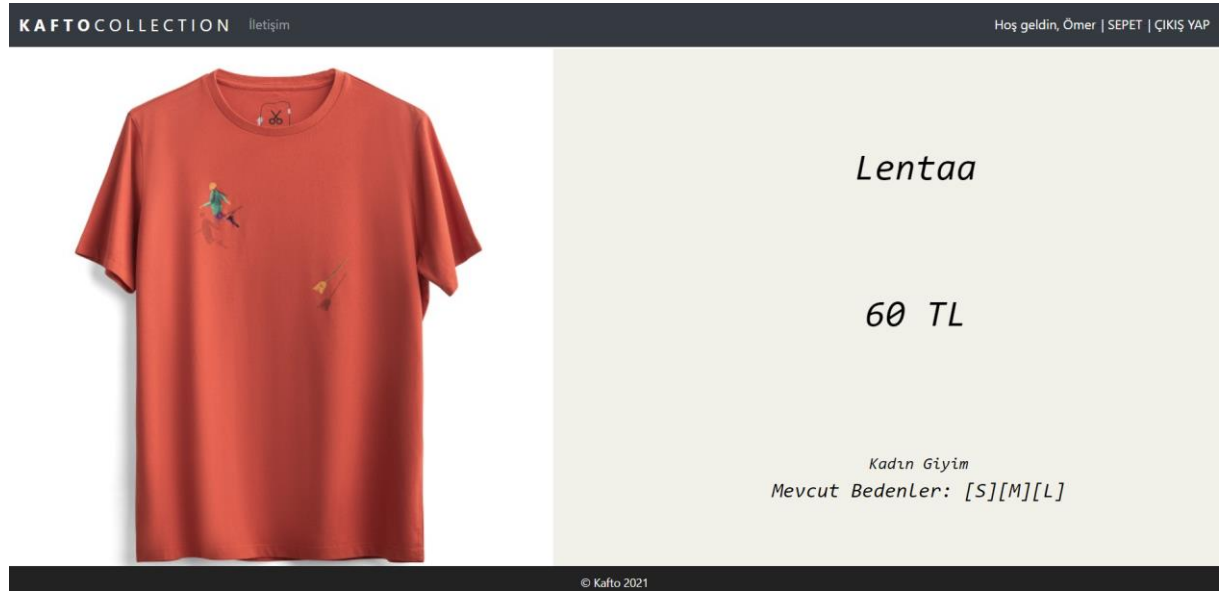 KAFTOCOLLECTION İletişim Hoş geldin, Ömer | SEPET | ÇIKIŞ YAP
Lentaa
60 TL
Kadın Giyim
Mevcut Bedenler: [S][M][L]
© Kafto 2021